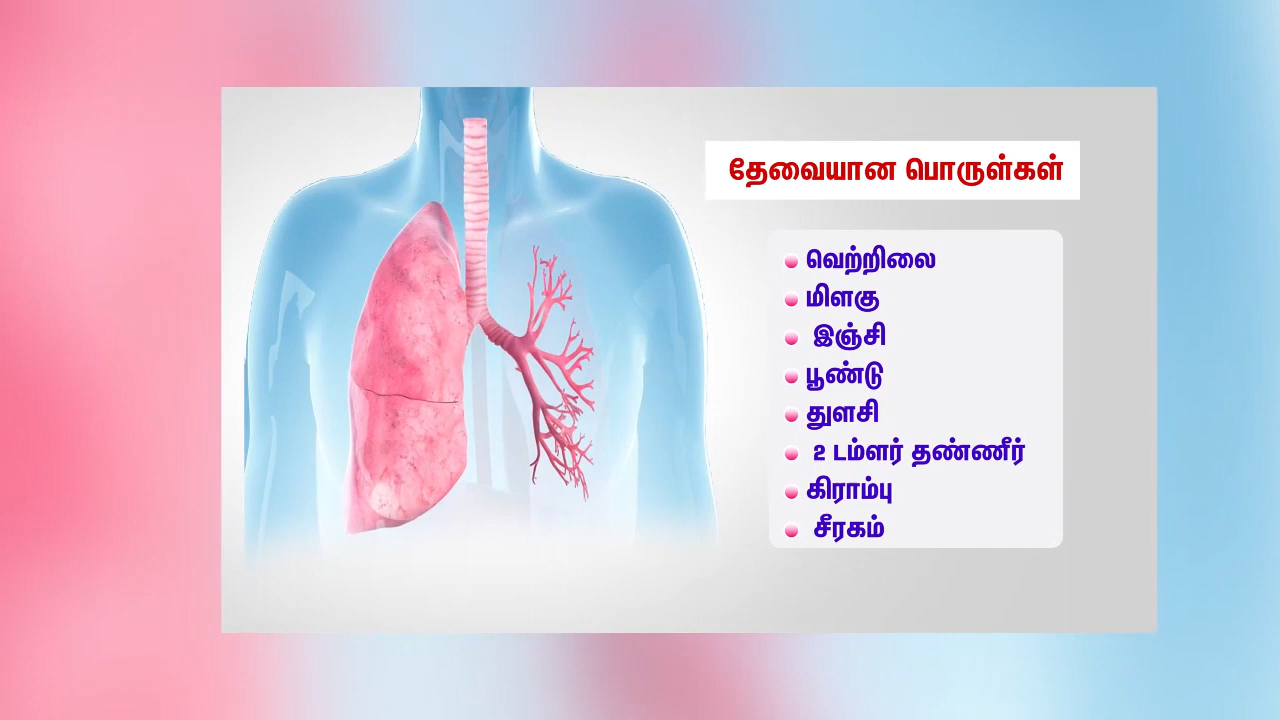 தேவையான பொருள்கள்
வெற்றிலை
மிளகு
இஞ்சி
பூண்டு
துளசி
2 டம்ளர் தண்ணீர்
கிராம்பு
சீரகம்